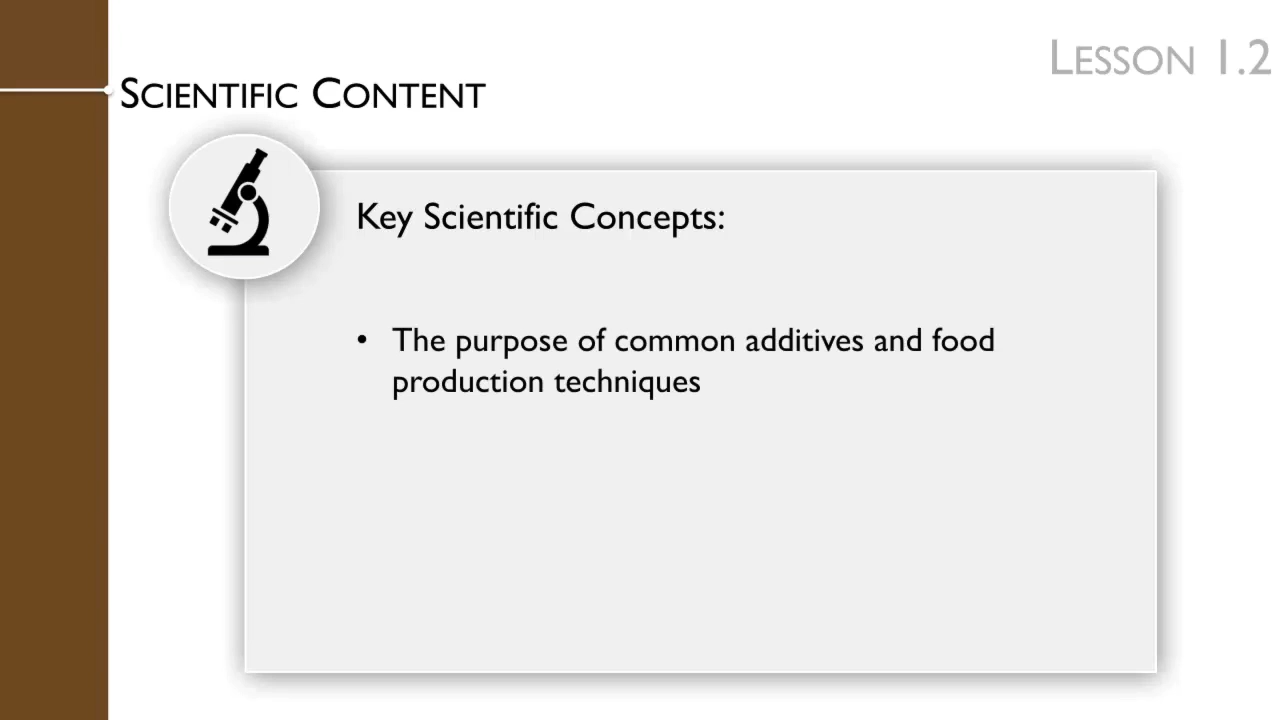 LESSON 1.2
SCIENTIFIC CONTENT
Key Scientific Concepts:
• The purpose of common additives and food
production techniques